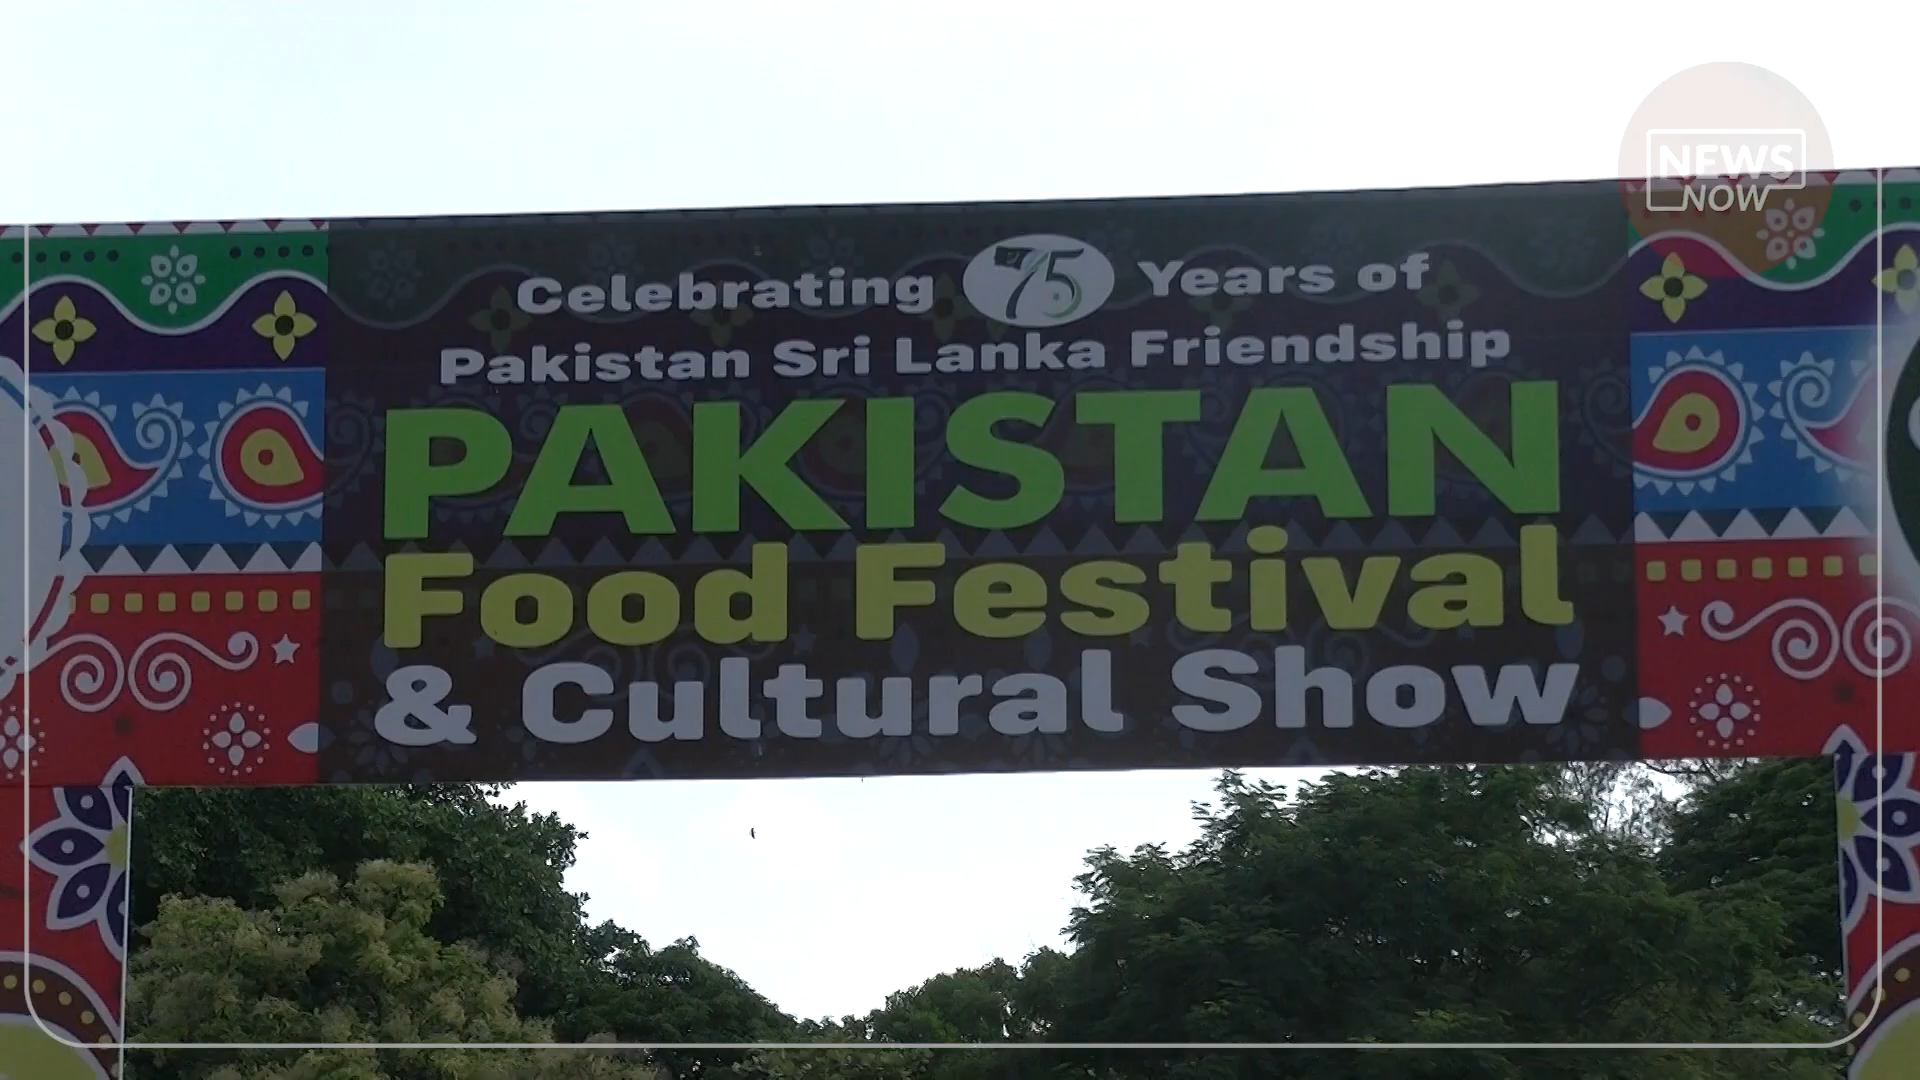 NEWS
NOW
Celebrating 75 Years of
Pakistan Sri Lanka Friendship
PAKISTAN
Food Festival
& Cultural Show